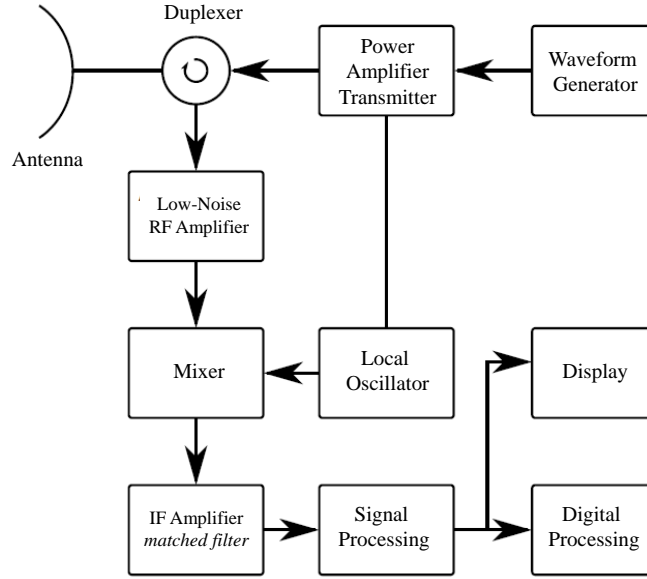 Duplexer
Power
Amplifier
Transmitter
Waveform
Generator
Antenna
Low-Noise
RF Amplifier
Mixer
Local
Oscillator
Display
IF Amplifier
matched filter
Signal
Processing
Digital
Processing